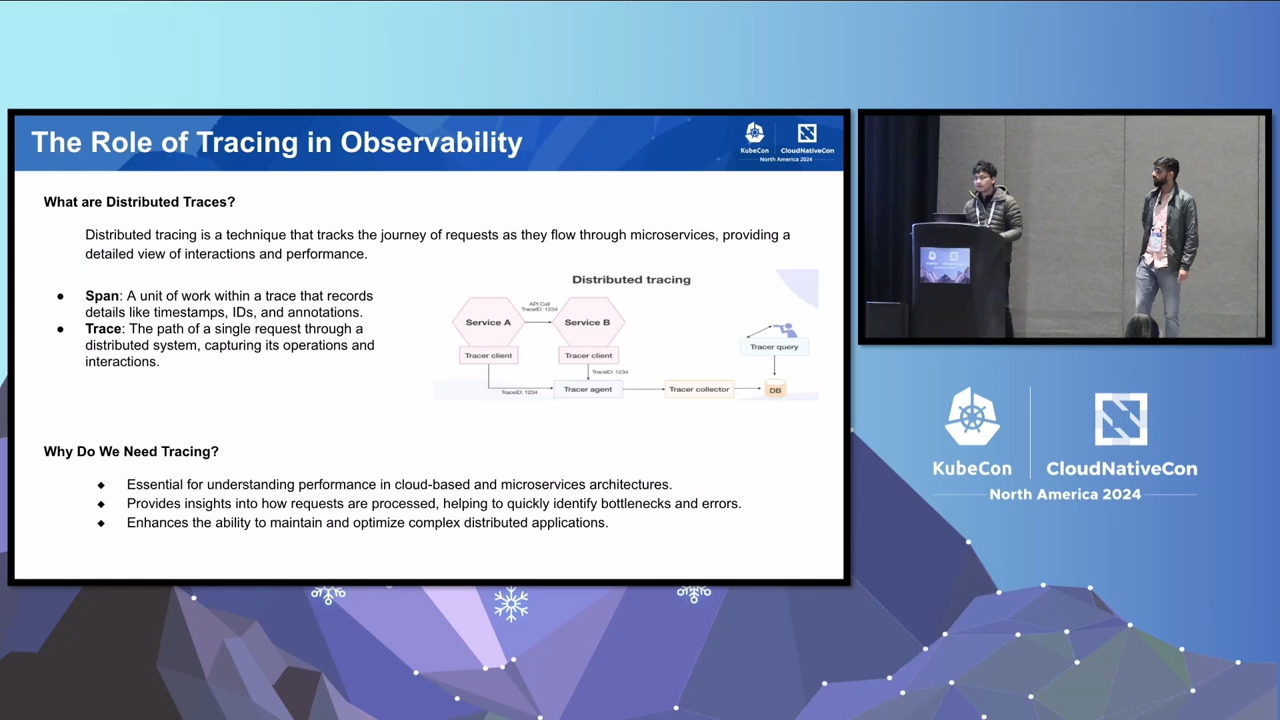 The Role of Tracing in Observability
KubeCon
CloudNativeCon
North America 2024
What are Distributed Traces?
Distributed tracing is a technique that tracks the journey of requests as they flow through microservices, providing a
detailed view of interactions and performance.
● Span: A unit of work within a trace that records
details like timestamps, IDs, and annotations.
● Trace: The path of a single request through a
distributed system, capturing its operations and
interactions.
Distributed tracing
API Call
TraceID: 1234
Service A
Service B
Tracer client
Tracer client
Tracer query
TraceID: 1234
TraceID: 1234
Tracer agent
Tracer collector
DB
Why Do We Need Tracing?
◆ Essential for understanding performance in cloud-based and microservices architectures.
◆ Provides insights into how requests are processed, helping to quickly identify bottlenecks and errors.
◆ Enhances the ability to maintain and optimize complex distributed applications.
KubeCon
CloudNativeCon
North America 2024